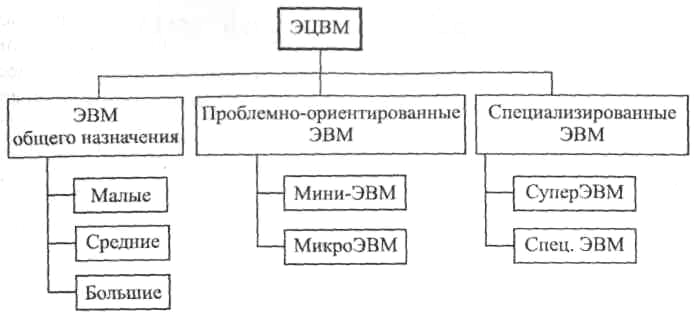 ЭЦВМ
ЭВМ
общего назначения
Проблемно-ориентированные
ЭВМ
Специализированные
ЭВМ
Малые
Средние
Большие
Мини-ЭВМ
МикроЭВМ
СуперЭВМ
Спец. ЭВМ